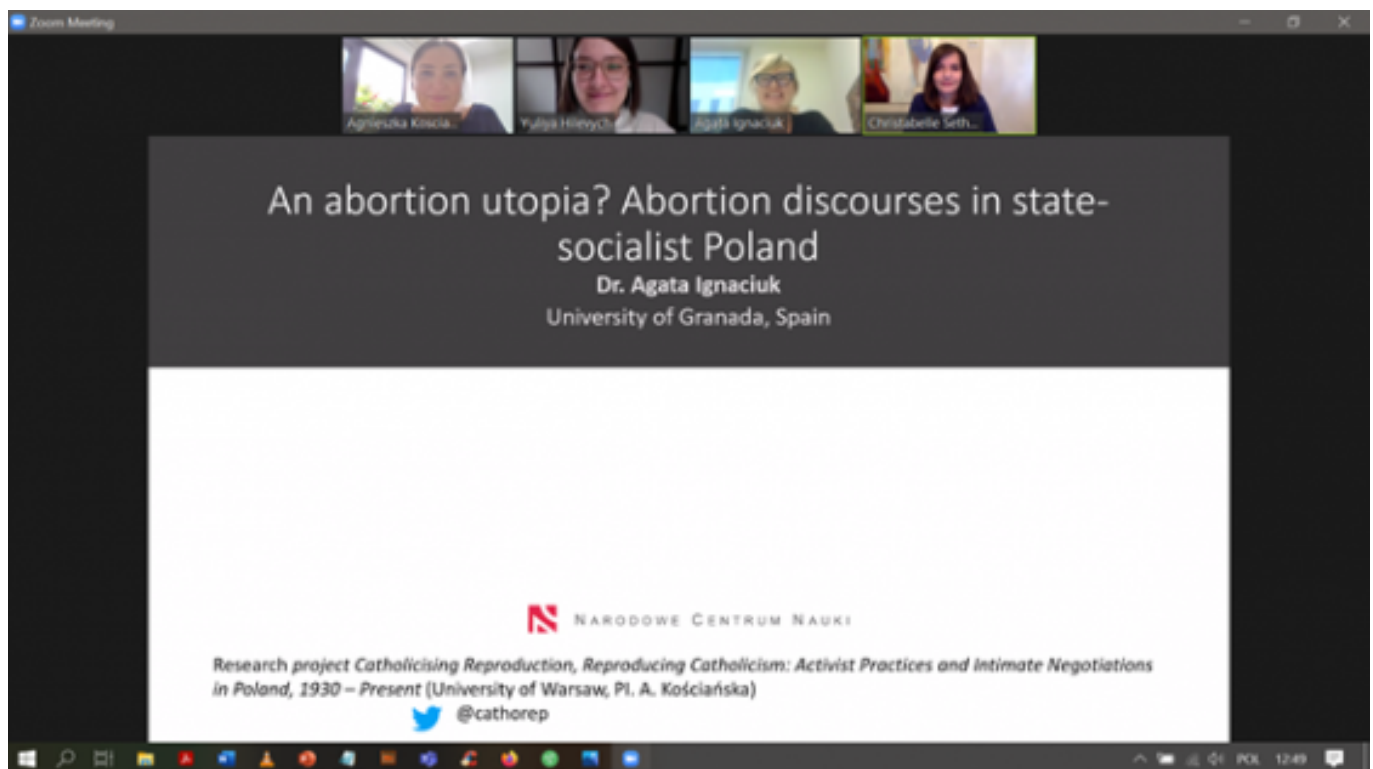 Zoom Meeting
Agnieszka Koscia...
Yuliya Hilevych
Agata Ignaciuk
Christabelle Seth...
An abortion utopia? Abortion discourses in state-
socialist Poland
Dr. Agata Ignaciuk
University of Granada, Spain
NARODOWE CENTRUM NAUKI
Research project Catholicising Reproduction, Reproducing Catholicism: Activist Practices and Intimate Negotiations
in Poland, 1930 – Present (University of Warsaw, PI. A. Kościańska)
@cathorep
POL 12:49